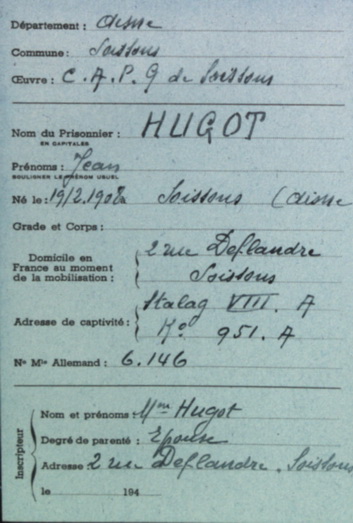 Département : Aisne
Commune : Soissons
Œuvre : C.A.P.G de Soissons
Nom du Prisonnier : HUGOT
EN CAPITALES
Prénoms : Jean
SOULIGNER LE PRÉNOM USUEL
Né le : 19/2.1908 à Soissons (Aisne
Grade et Corps :
Domicile en
France au moment
de la mobilisation :
2 rue Deflandre
Soissons
Adresse de captivité :
Stalag VIII. A
Ko 951. A
No Mle Allemand : 6.146
Inscripteur
Nom et prénoms : Mme Hugot
Degré de parenté : Epouse
Adresse 2 rue Deflandre. Soissons
le 194